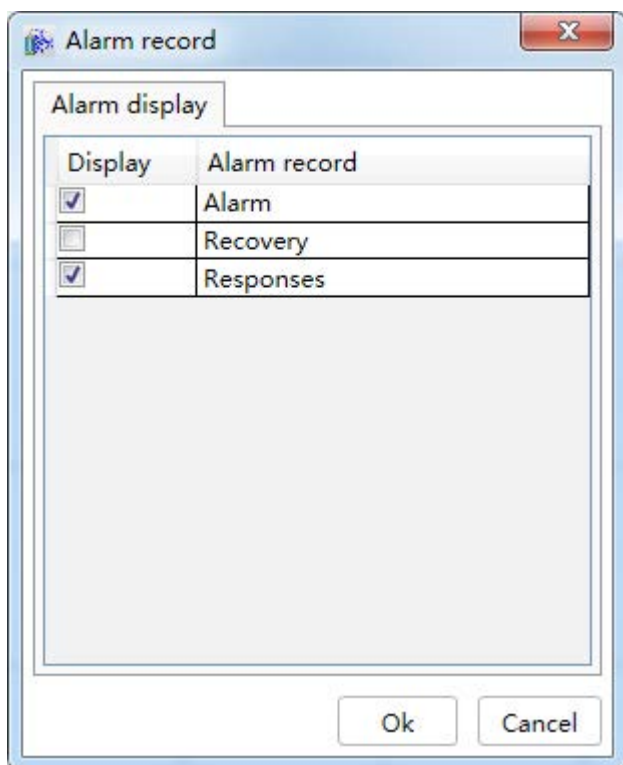 Alarm record
Alarm display
Display Alarm record
Alarm
Recovery
Responses
Ok Cancel